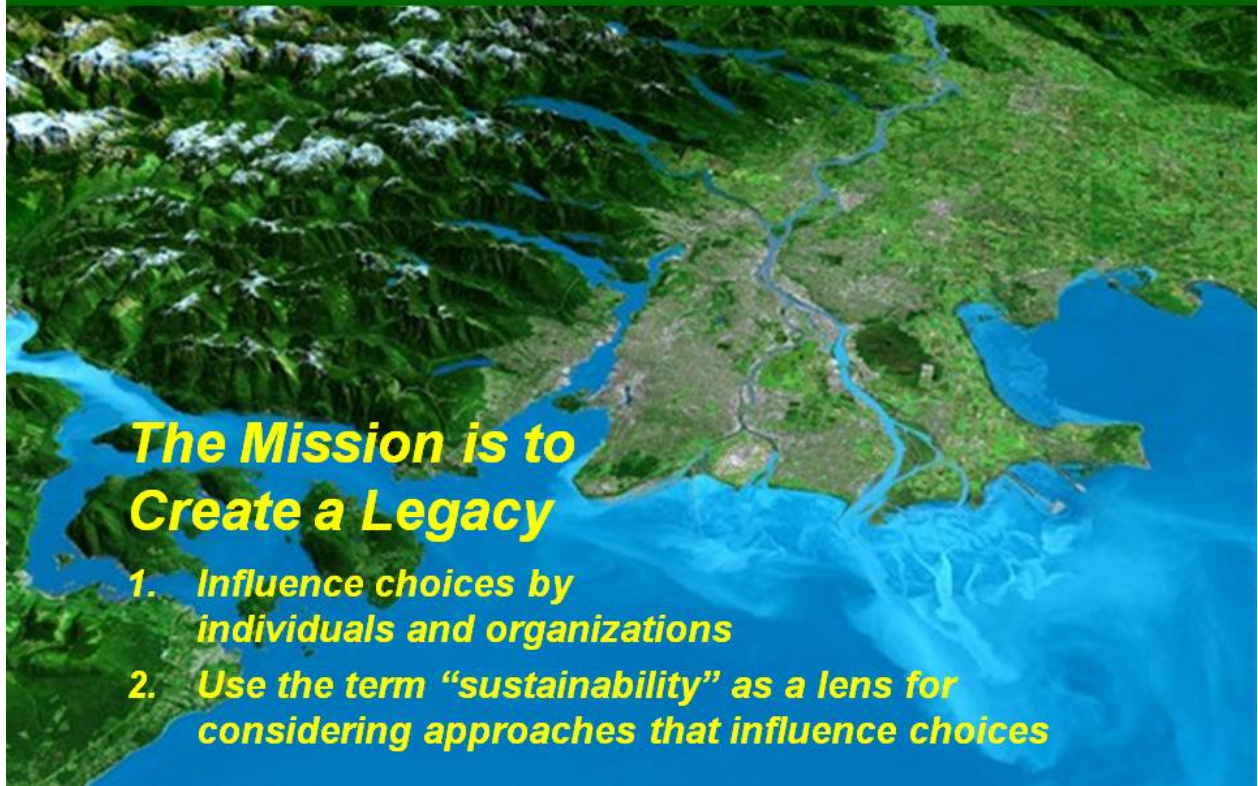 The Mission is to
Create a Legacy
1. Influence choices by
individuals and organizations
2. Use the term “sustainability” as a lens for
considering approaches that influence choices